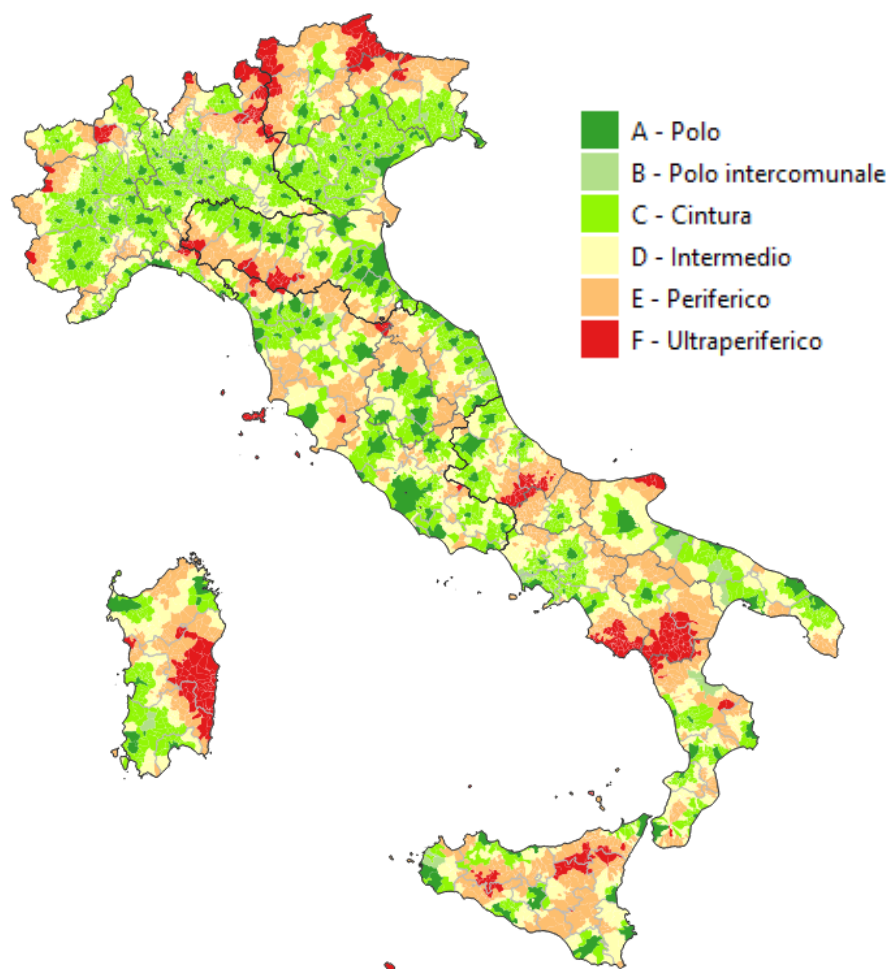 A - Polo
B - Polo intercomunale
C - Cintura
D - Intermedio
E - Periferico
F - Ultraperiferico